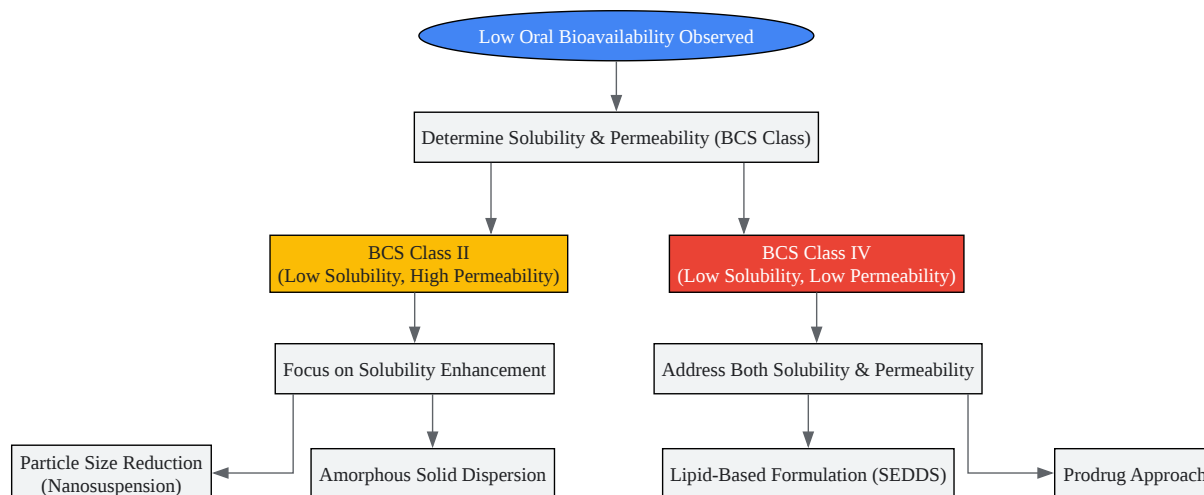 Low Oral Bioavailability Observed
Determine Solubility & Permeability (BCS Class)
BCS Class II
(Low Solubility, High Permeability)
BCS Class IV
(Low Solubility, Low Permeability)
Focus on Solubility Enhancement
Address Both Solubility & Permeability
Particle Size Reduction
(Nanosuspension)
Amorphous Solid Dispersion
Lipid-Based Formulation (SEDDS)
Prodrug Approach